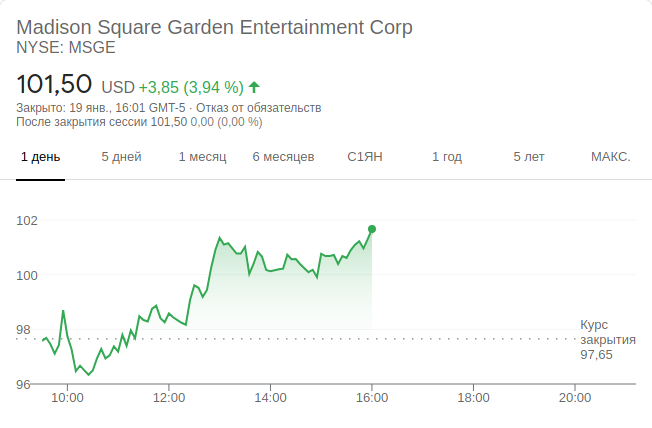 Madison Square Garden Entertainment Corp
NYSE: MSGE
101,50 USD +3,85 (3,94 %)
Закрыто: 19 янв., 16:01 GMT-5 · Отказ от обязательств
После закрытия сессии 101,50 0,00 (0,00 %)
1 день 5 дней 1 месяц 6 месяцев С1ЯН 1 год 5 лет МАКС.
102
100
98
96
Курс
закрытия
97,65
10:00 12:00 14:00 16:00 18:00 20:00